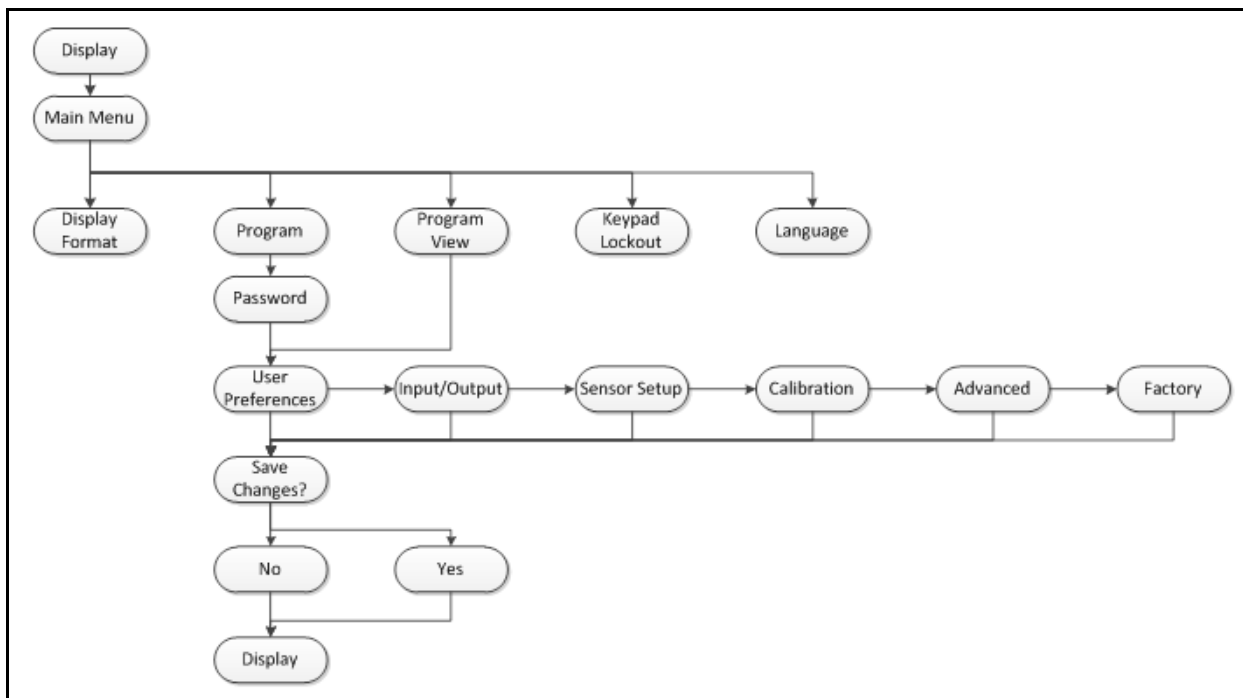 Display
Main Menu
Display
Format
Program
Program
View
Keypad
Lockout
Language
Password
User
Preferences
Input/Output
Sensor Setup
Calibration
Advanced
Factory
Save
Changes?
No
Yes
Display